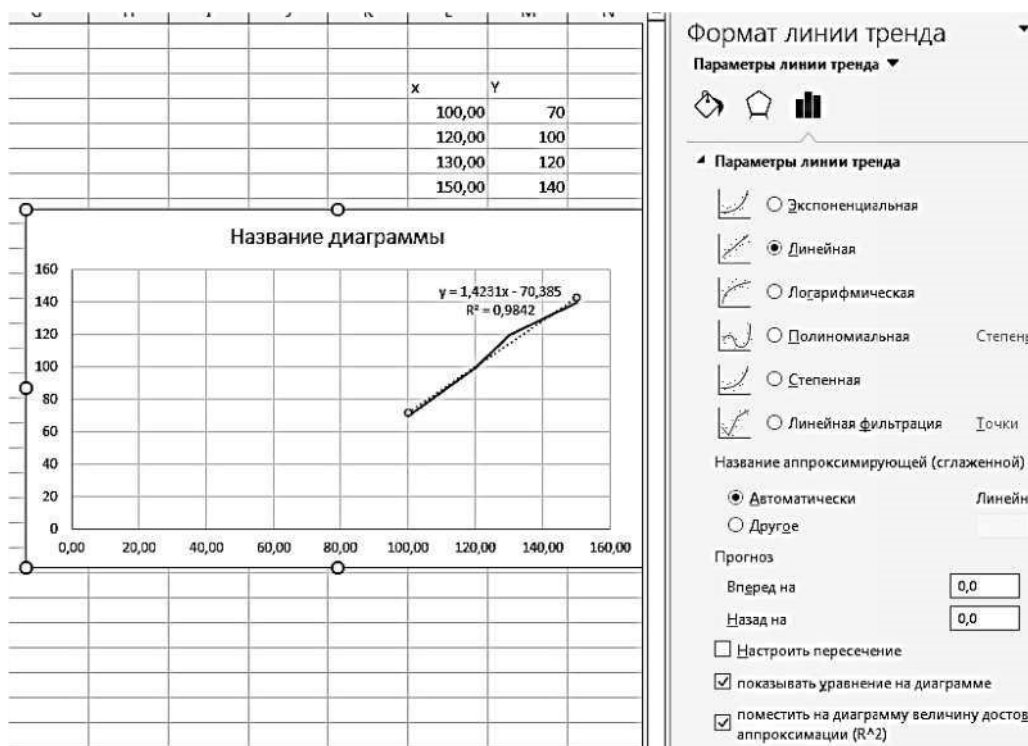 L M N
X Y
100,00 70
120,00 100
130,00 120
150,00 140
Название диаграммы
y = 1,4231x - 70,385
R² = 0,9842
160
140
120
100
80
60
40
20
0
0,00 20,00 40,00 60,00 80,00 100,00 120,00 140,00 160,00
Формат линии тренда
Параметры линии тренда
Параметры линии тренда
Экспоненциальная
Линейная
Логарифмическая
Полиномиальная
Степенная
Линейная фильтрация Точки
Название аппроксимирующей (сглаженной)
Автоматически
Другое
Прогноз
Вперед на 0,0
Назад на 0,0
Настроить пересечение
показывать уравнение на диаграмме
поместить на диаграмму величину
аппроксимации (R^2)